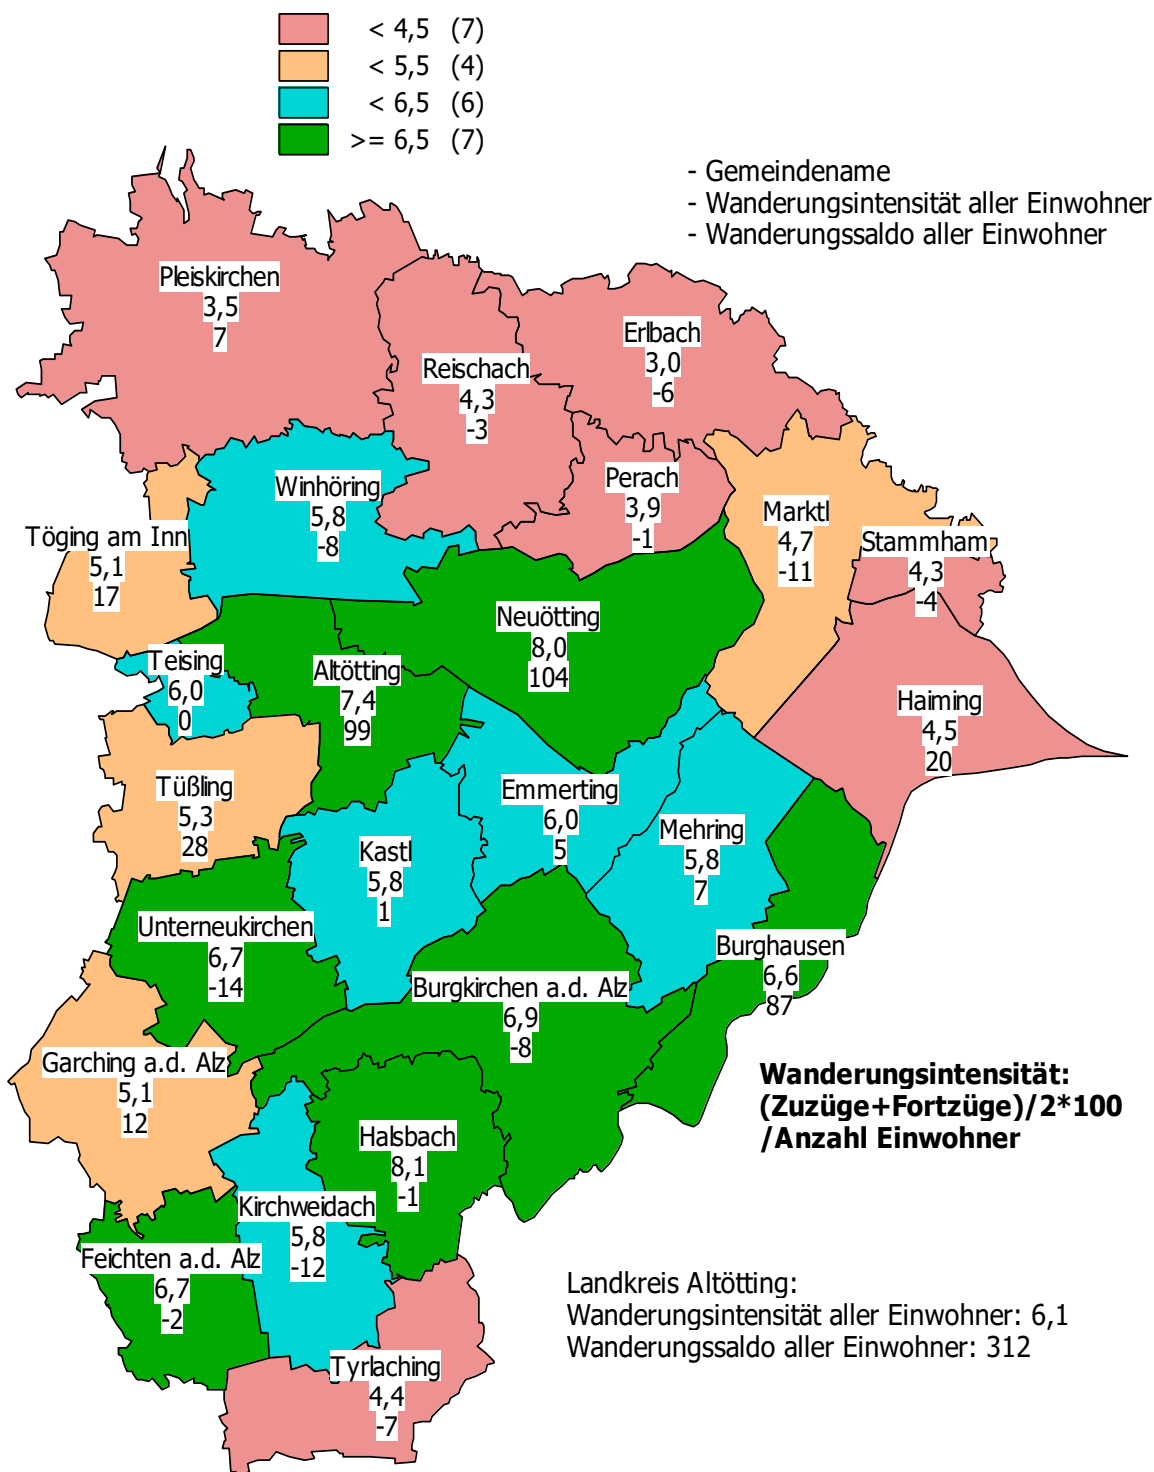 < 4,5 (7)
< 5,5 (4)
< 6,5 (6)
>= 6,5 (7)
- Gemeindename
- Wanderungsintensität aller Einwohner
- Wanderungssaldo aller Einwohner
Pleiskirchen
3,5
7
Erlbach
3,0
-6
Reischach
4,3
-3
Perach
3,9
-1
Winhöring
5,8
-8
Marktl
4,7
-11
Töging am Inn
5,1
17
Stammham
4,3
-4
Neuötting
8,0
104
Teising
6,0
0
Altötting
7,4
99
Haiming
4,5
20
Tüßling
5,3
28
Emmerting
6,0
5
Mehring
5,8
7
Kastl
5,8
1
Unterneukirchen
6,7
-14
Burghausen
6,6
87
Burgkirchen a.d. Alz
6,9
-8
Garching a.d. Alz
5,1
12
Wanderungsintensität:
(Zuzüge+Fortzüge)/2*100
/Anzahl Einwohner
Halsbach
8,1
-1
Kirchweidach
5,8
-12
Feichten a.d. Alz
6,7
-2
Landkreis Altötting:
Wanderungsintensität aller Einwohner: 6,1
Wanderungssaldo aller Einwohner: 312
Tyrlaching
4,4
-7